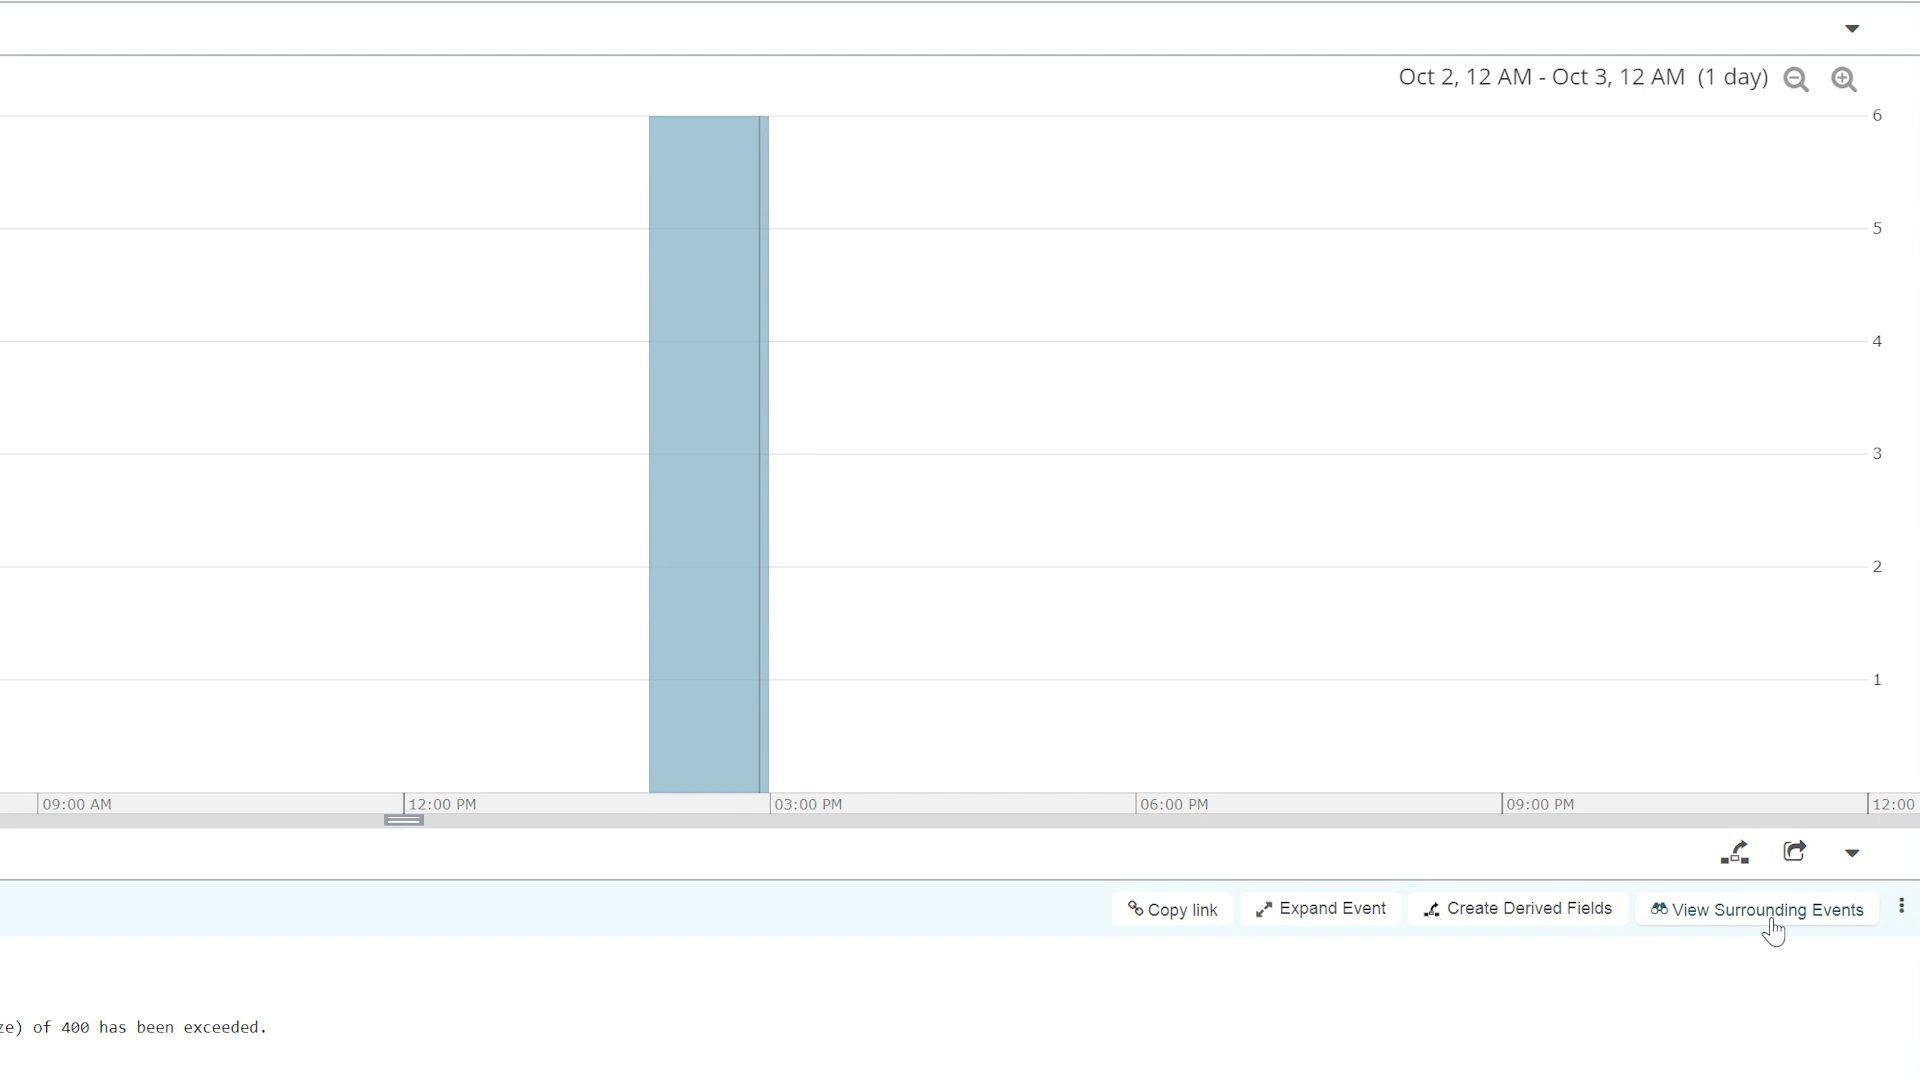 Oct 2, 12 AM - Oct 3, 12 AM (1 day)
6
5
4
3
2
1
09:00 AM 12:00 PM 03:00 PM 06:00 PM 09:00 PM 12:00
Copy link Expand Event Create Derived Fields View Surrounding Events
ze) of 400 has been exceeded.